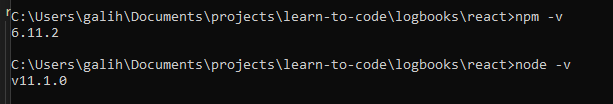 C:\Users\galih\Documents\projects\learn-to-code\logbooks\react>npm -v
6.11.2
C:\Users\galih\Documents\projects\learn-to-code\logbooks\react>node -v
v11.1.0